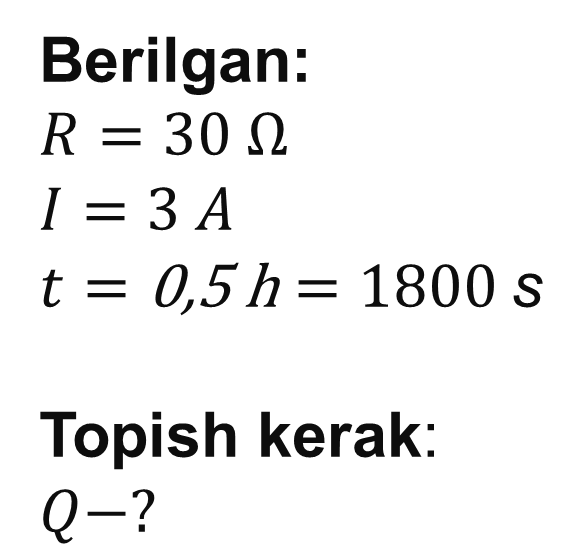 Berilgan:
R = 30 Ω
I = 3 A
t = 0,5 h = 1800 s
Topish kerak:
Q−?